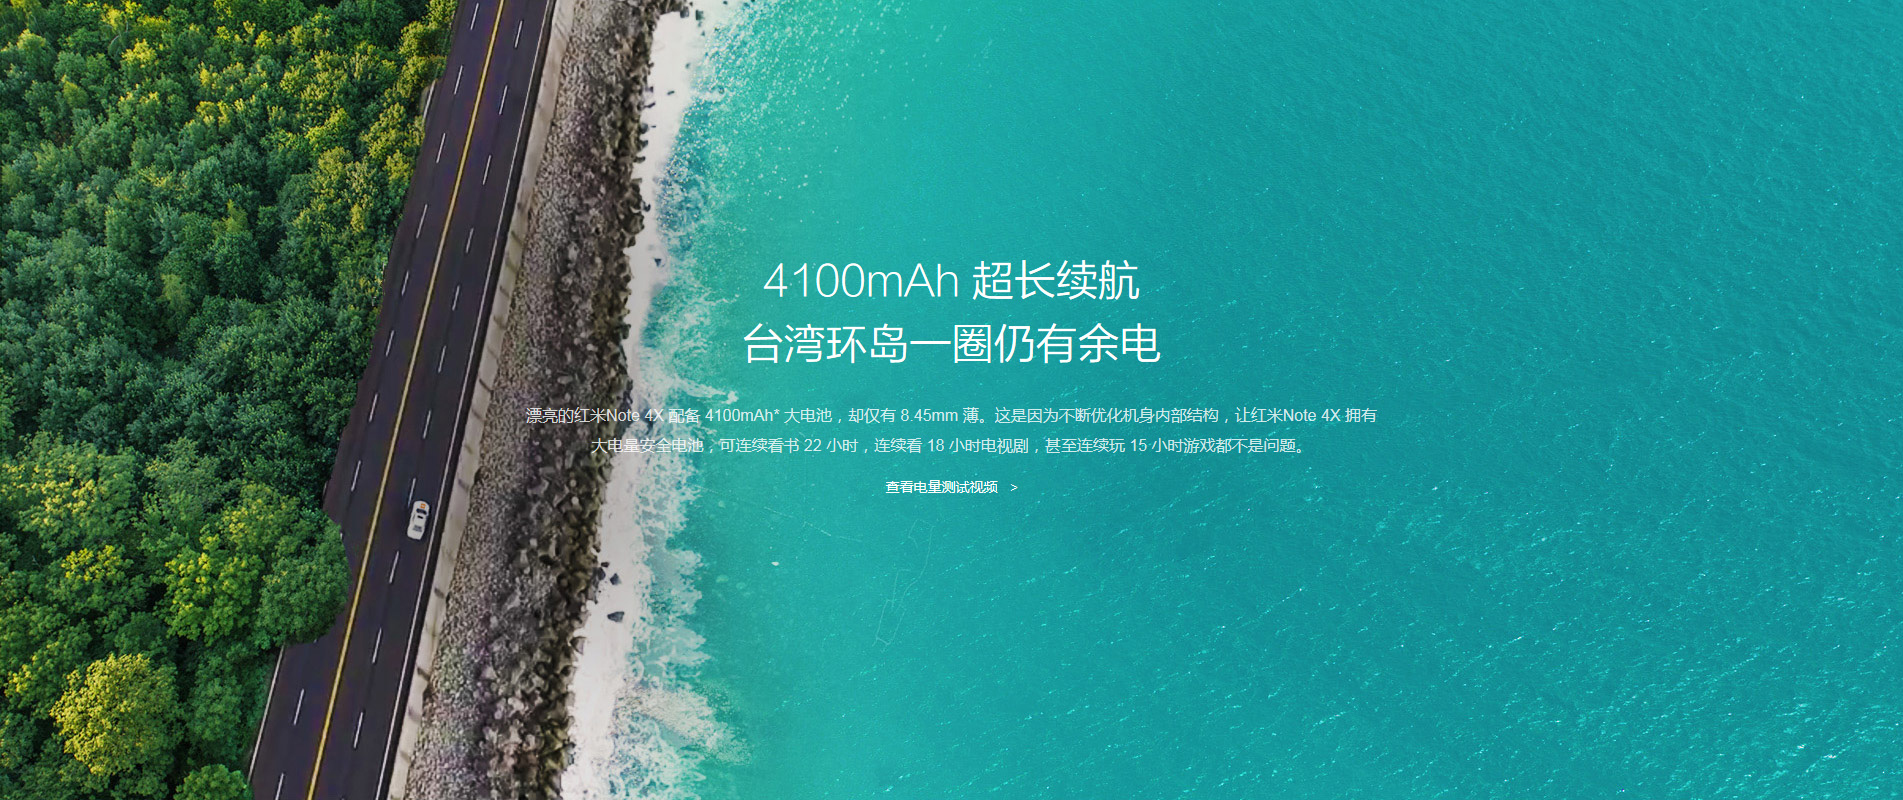 4100mAh 超长续航
台湾环岛一圈仍有余电
漂亮的红米Note 4X 配备 4100mAh* 大电池，却仅有 8.45mm 薄。这是因为不断优化机身内部结构，让红米Note 4X 拥有
大电量安全电池，可连续看书 22 小时，连续看 18 小时电视剧，甚至连续玩 15 小时游戏都不是问题。
查看电量测试视频 >